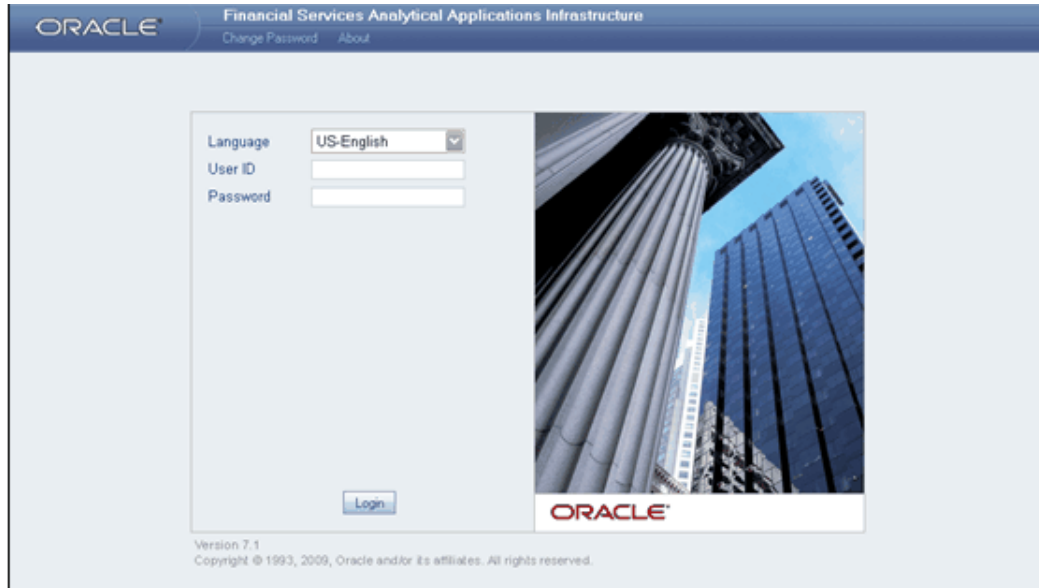 ORACLE
Financial Services Analytical Applications Infrastructure
Change Password About
Language US-English
User ID
Password
Login
ORACLE
Version 7.1
Copyright © 1993, 2009, Oracle and/or its affiliates. All rights reserved.